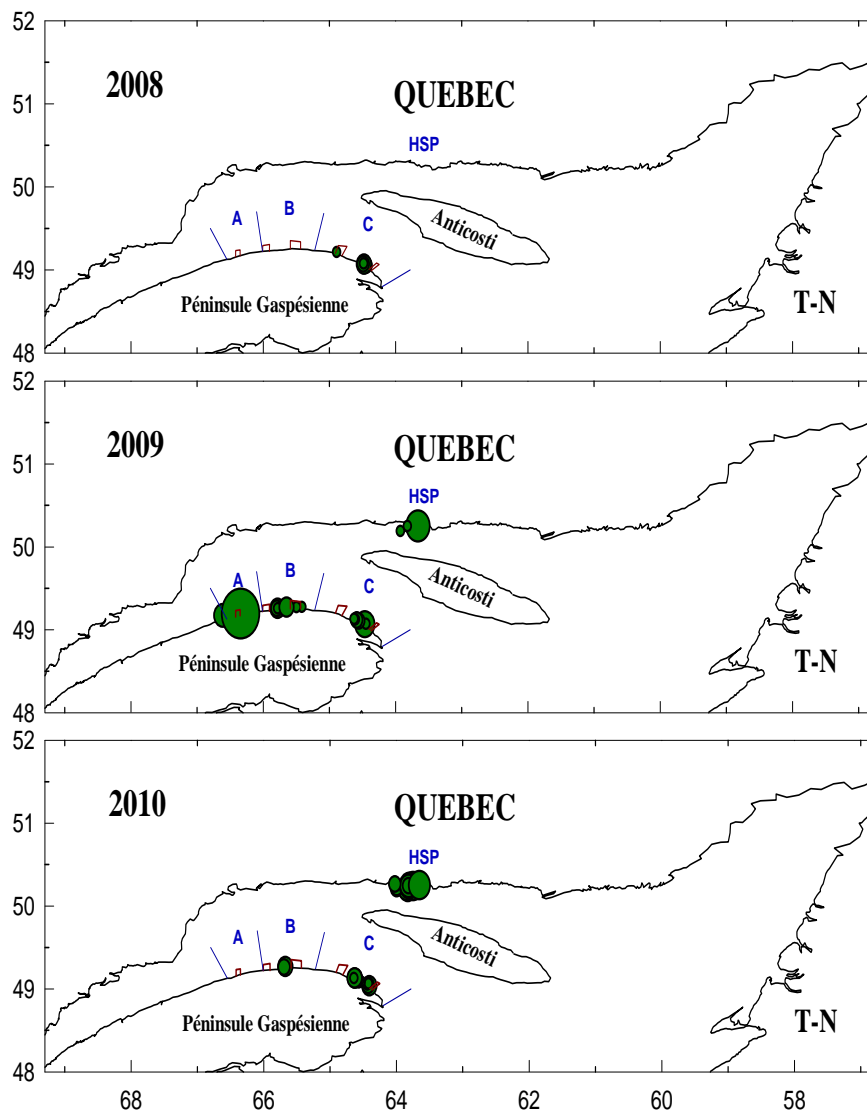 52
2008
QUEBEC
51
HSP
50
A
B
C
Anticosti
49
Péninsule Gaspésienne
T-N
48
52
2009
QUEBEC
51
HSP
50
A
B
C
Anticosti
49
Péninsule Gaspésienne
T-N
48
52
2010
QUEBEC
51
HSP
50
A
B
C
Anticosti
49
Péninsule Gaspésienne
T-N
48
68 66 64 62 60 58